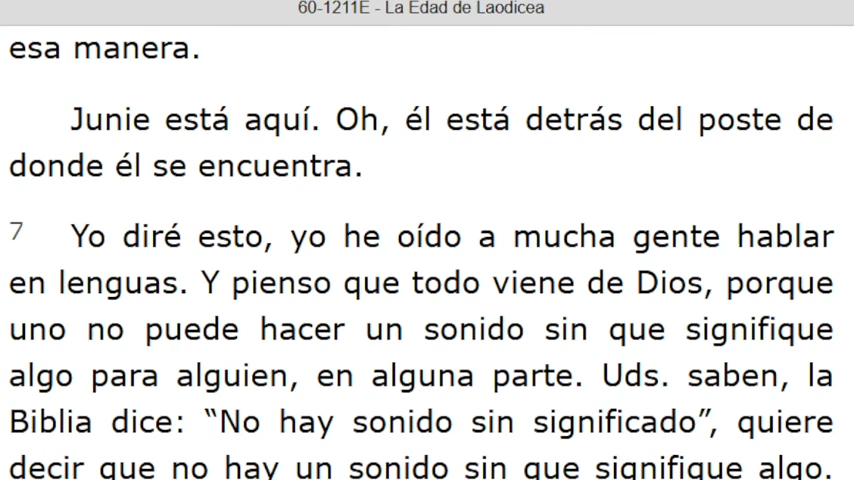 60-1211E - La Edad de Laodicea
esa manera.
Junie está aquí. Oh, él está detrás del poste de
donde él se encuentra.
7 Yo diré esto, yo he oído a mucha gente hablar
en lenguas. Y pienso que todo viene de Dios, porque
uno no puede hacer un sonido sin que signifique
algo para alguien, en alguna parte. Uds. saben, la
Biblia dice: “No hay sonido sin significado”, quiere
decir que no hay un sonido sin que signifique algo.